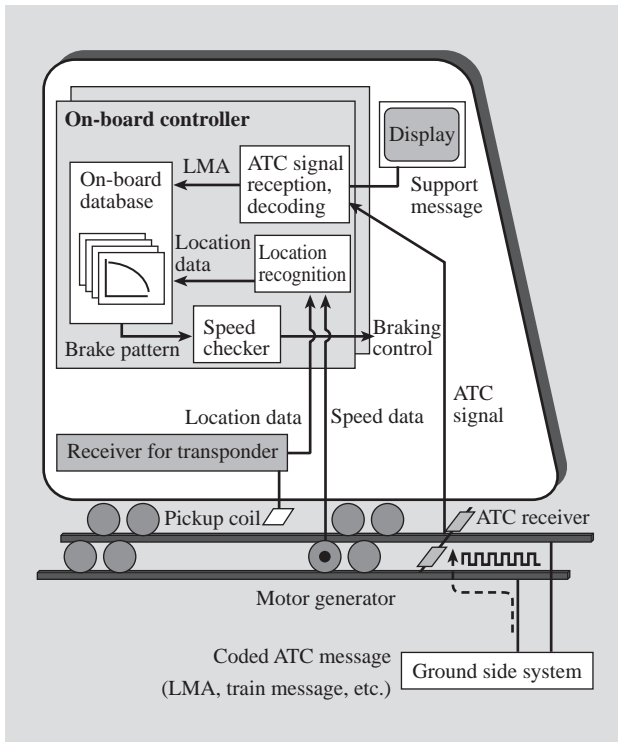 On-board controller
Display
LMA
ATC signal
reception,
decoding
On-board
database
Support
message
Location
data
Location
recognition
Speed
checker
Braking
control
Brake pattern
ATC
signal
Location data
Speed data
Receiver for transponder
Pickup coil
ATC receiver
Motor generator
Coded ATC message
(LMA, train message, etc.)
Ground side system